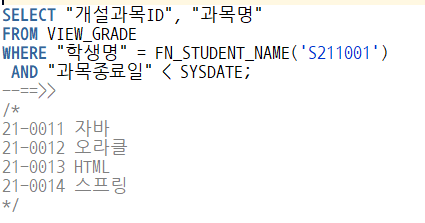 SELECT "개설과목ID", "과목명"
FROM VIEW_GRADE
WHERE "학생명" = FN_STUDENT_NAME('S211001')
AND "과목종료일" < SYSDATE;
--==>>
/*
21-0011 자바
21-0012 오라클
21-0013 HTML
21-0014 스프링
*/